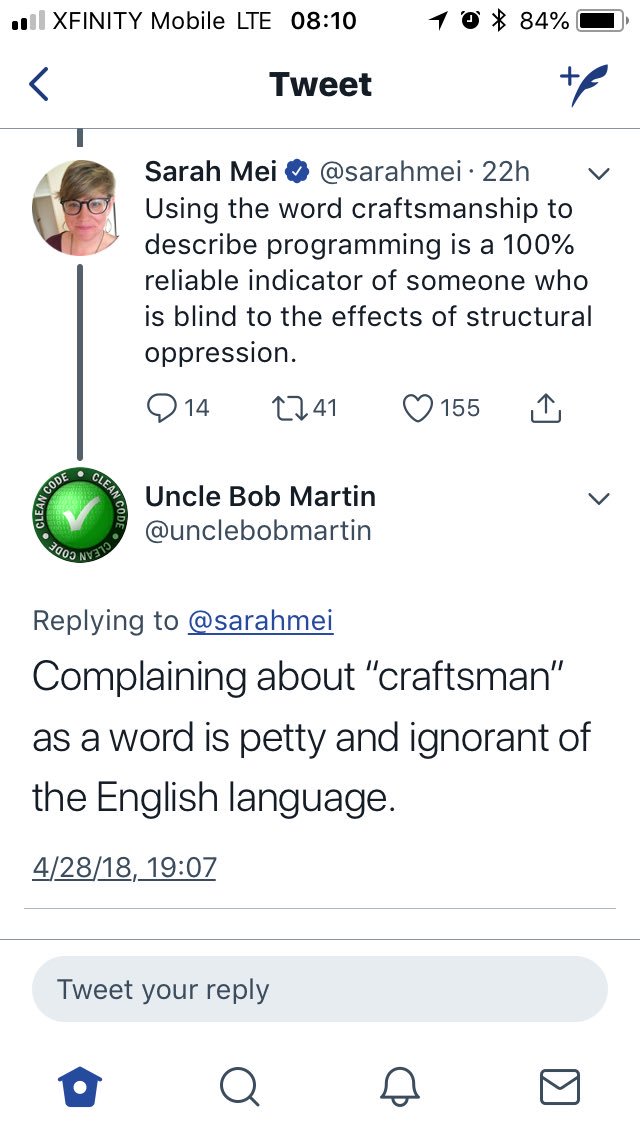 XFINITY Mobile LTE 08:10 84%
Tweet
Sarah Mei @sarahmei · 22h
Using the word craftsmanship to
describe programming is a 100%
reliable indicator of someone who
is blind to the effects of structural
oppression.
14 41 155
CLEAN CODE • CLEAN CODE • CLEAN CODE •
Uncle Bob Martin
@unclebobmartin
Replying to @sarahmei
Complaining about “craftsman”
as a word is petty and ignorant of
the English language.
4/28/18, 19:07
Tweet your reply